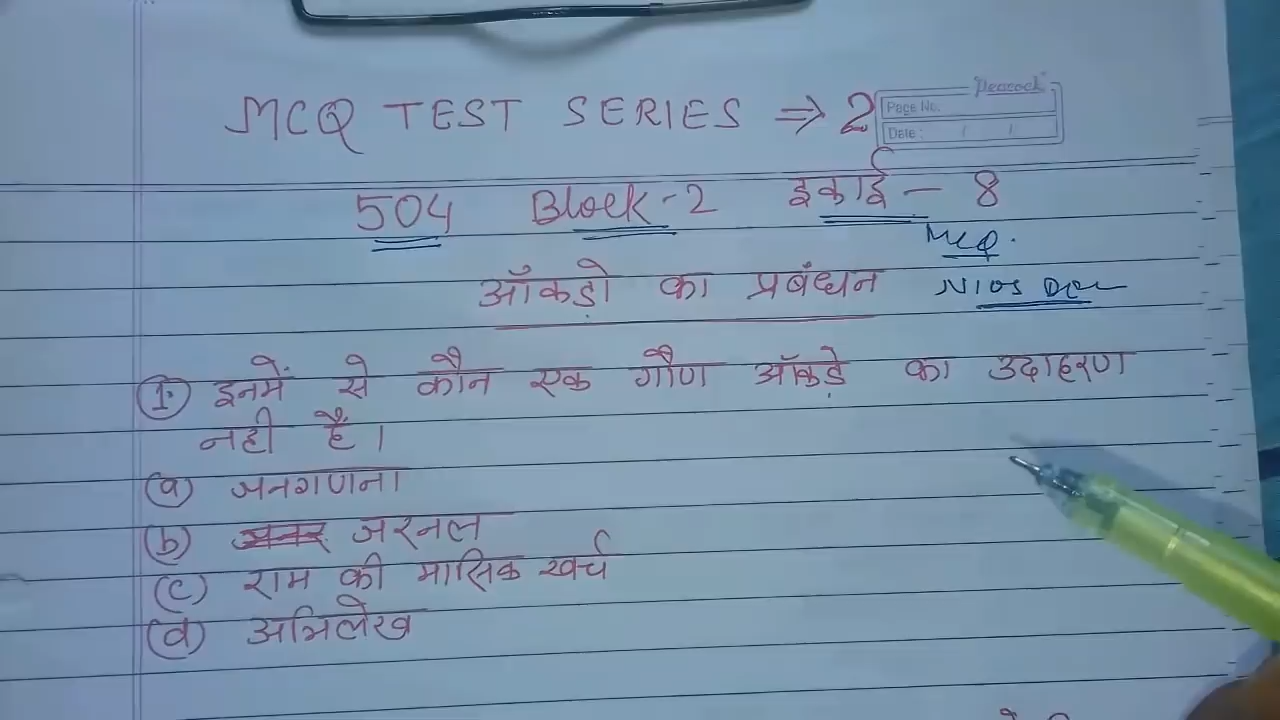 MCQ TEST SERIES ⇒ 2
Peacock
Page No.
Date : / /
504 Block-2 इकाई - 8
MCQ.
आँकड़ो का प्रबंधन NIOS
① इनमें से कौन एक गौण आँकड़े का उदाहरण
नही है।
(a) जनगणना
(b) जरनल
(c) राम की मासिक खर्च
(d) अभिलेख